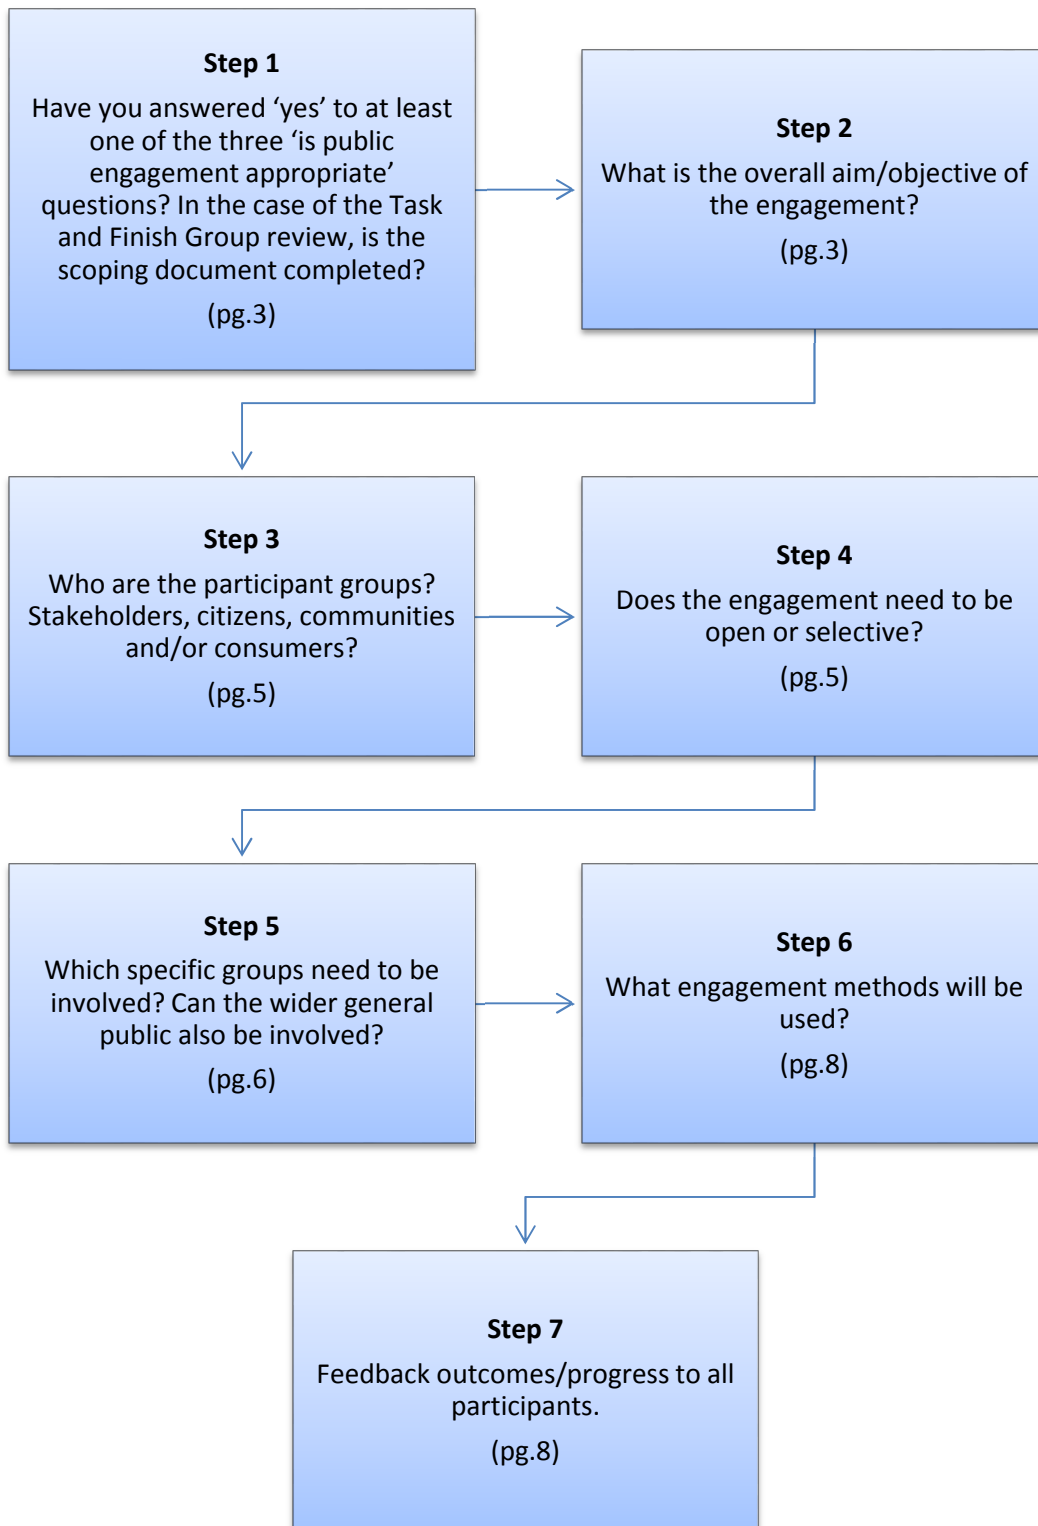 Step 1
Have you answered ‘yes’ to at least
one of the three ‘is public
engagement appropriate’
questions? In the case of the Task
and Finish Group review, is the
scoping document completed?
(pg.3)
Step 2
What is the overall aim/objective of
the engagement?
(pg.3)
Step 3
Who are the participant groups?
Stakeholders, citizens, communities
and/or consumers?
(pg.5)
Step 4
Does the engagement need to be
open or selective?
(pg.5)
Step 5
Which specific groups need to be
involved? Can the wider general
public also be involved?
(pg.6)
Step 6
What engagement methods will be
used?
(pg.8)
Step 7
Feedback outcomes/progress to all
participants.
(pg.8)